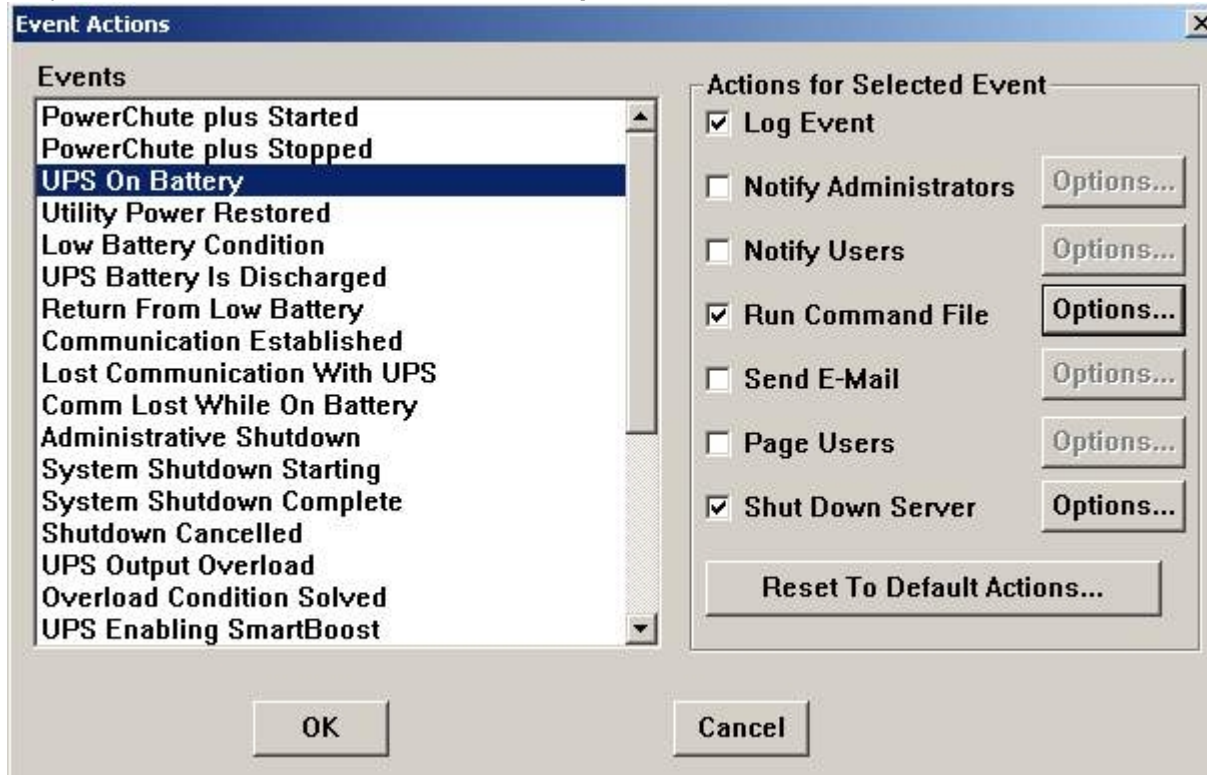 Event Actions
Events
PowerChute plus Started
PowerChute plus Stopped
UPS On Battery
Utility Power Restored
Low Battery Condition
UPS Battery Is Discharged
Return From Low Battery
Communication Established
Lost Communication With UPS
Comm Lost While On Battery
Administrative Shutdown
System Shutdown Starting
System Shutdown Complete
Shutdown Cancelled
UPS Output Overload
Overload Condition Solved
UPS Enabling SmartBoost
Actions for Selected Event
Log Event
Notify Administrators Options...
Notify Users Options...
Run Command File Options...
Send E-Mail Options...
Page Users Options...
Shut Down Server Options...
Reset To Default Actions...
OK Cancel